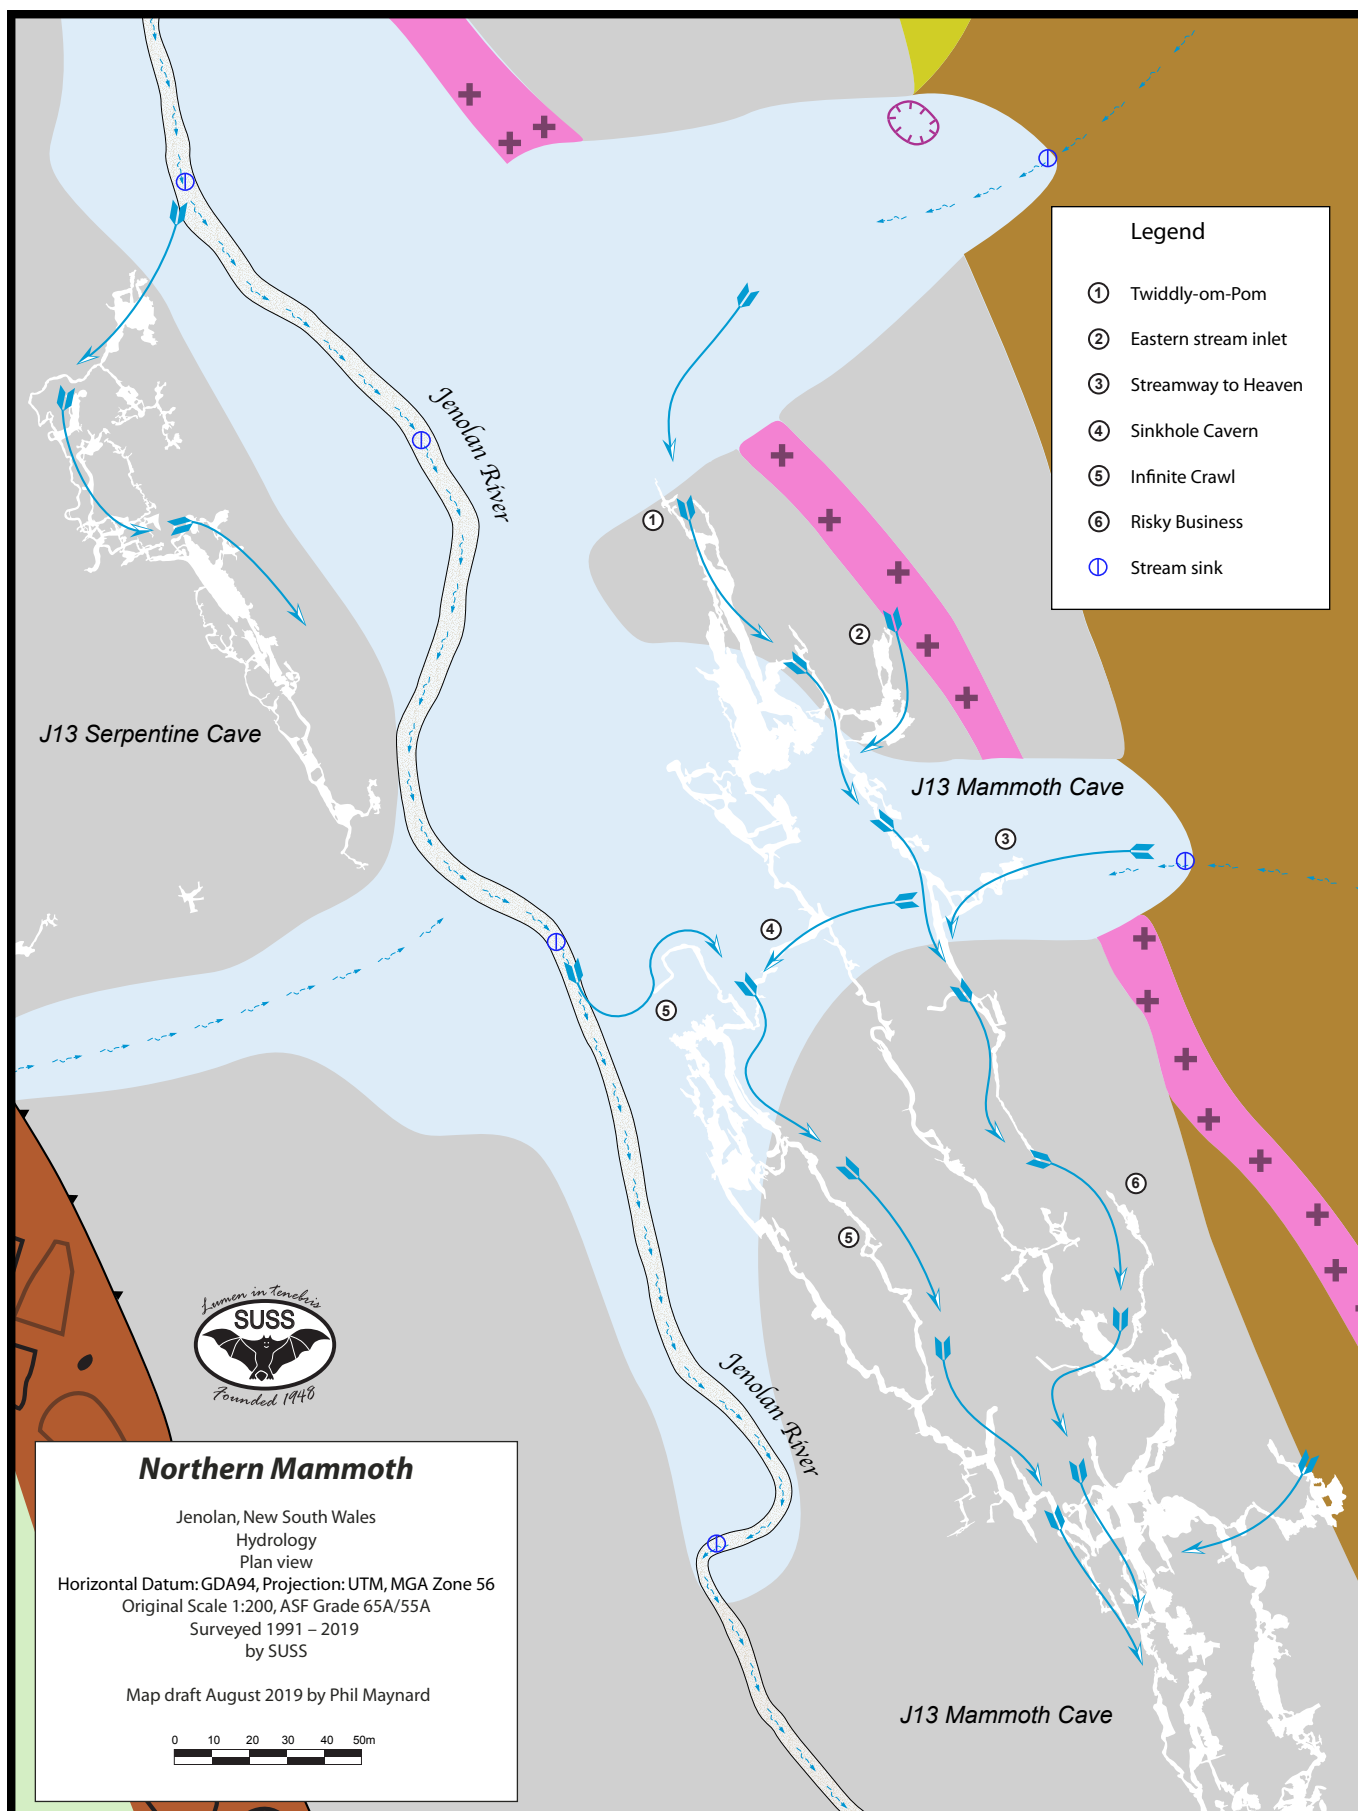 Legend
1 Twiddly-om-Pom
2 Eastern stream inlet
3 Streamway to Heaven
4 Sinkhole Cavern
5 Infinite Crawl
6 Risky Business
Stream sink
Jenolan River
1
2
J13 Serpentine Cave
J13 Mammoth Cave
3
4
5
6
5
Lumen in tenebris
SUSS
Founded 1948
Jenolan River
Northern Mammoth
Jenolan, New South Wales
Hydrology
Plan view
Horizontal Datum: GDA94, Projection: UTM, MGA Zone 56
Original Scale 1:200, ASF Grade 65A/55A
Surveyed 1991 – 2019
by SUSS
Map draft August 2019 by Phil Maynard
0 10 20 30 40 50m
J13 Mammoth Cave